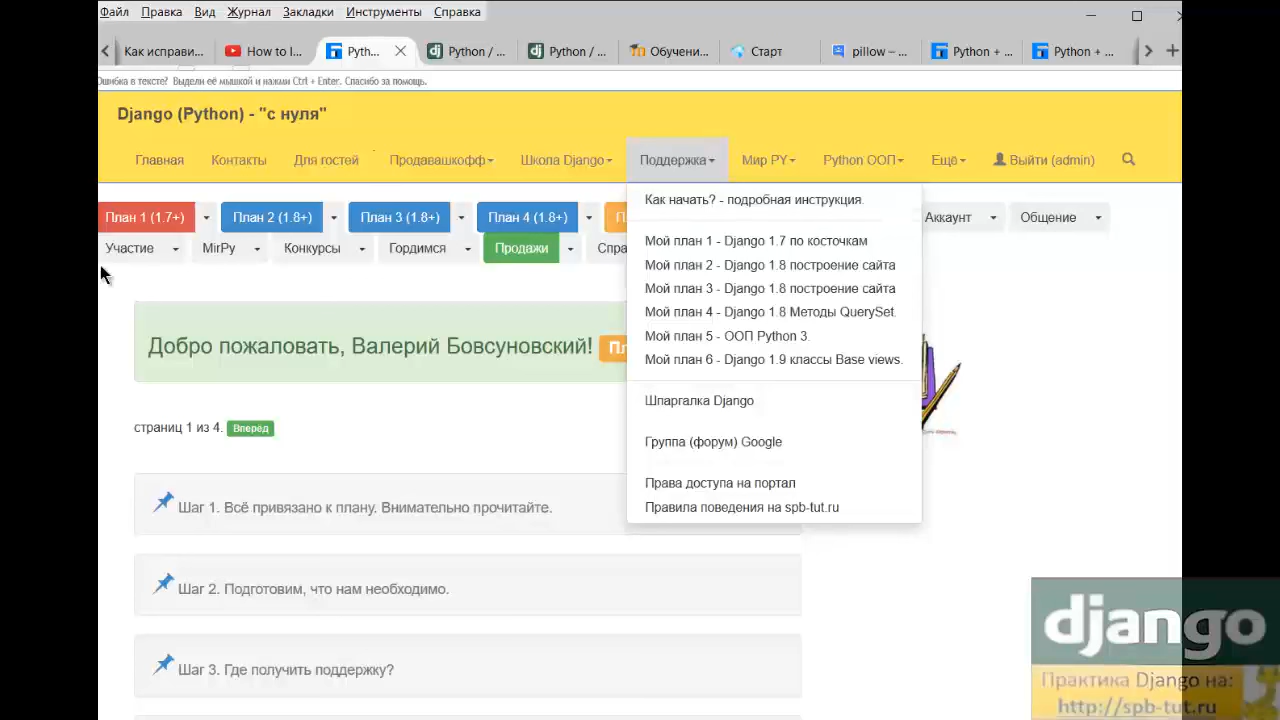 Файл Правка Вид Журнал Закладки Инструменты Справка
Как исправи... How to I... Pyth... Python / ... Python / ... Обучени... Старт pillow – ... Python + ... Python + ...
Ошибка в тексте? Выдели её мышкой и нажми Ctrl + Enter. Спасибо за помощь.
Django (Python) - "с нуля"
Главная Контакты Для гостей Продавашкофф Школа Django Поддержка Мир PY Python ООП Ещё Выйти (admin)
План 1 (1.7+) План 2 (1.8+) План 3 (1.8+) План 4 (1.8+) Аккаунт Общение
Участие MirPy Конкурсы Гордимся Продажи Спра
Как начать? - подробная инструкция.
Мой план 1 - Django 1.7 по косточкам
Мой план 2 - Django 1.8 построение сайта
Мой план 3 - Django 1.8 построение сайта
Мой план 4 - Django 1.8 Методы QuerySet.
Мой план 5 - ООП Python 3.
Мой план 6 - Django 1.9 классы Base views.
Шпаргалка Django
Группа (форум) Google
Права доступа на портал
Правила поведения на spb-tut.ru
Добро пожаловать, Валерий Бовсуновский! Пл
страниц 1 из 4. Вперёд
Шаг 1. Всё привязано к плану. Внимательно прочитайте.
Шаг 2. Подготовим, что нам необходимо.
Шаг 3. Где получить поддержку?
django
Практика Django на:
http://spb-tut.ru